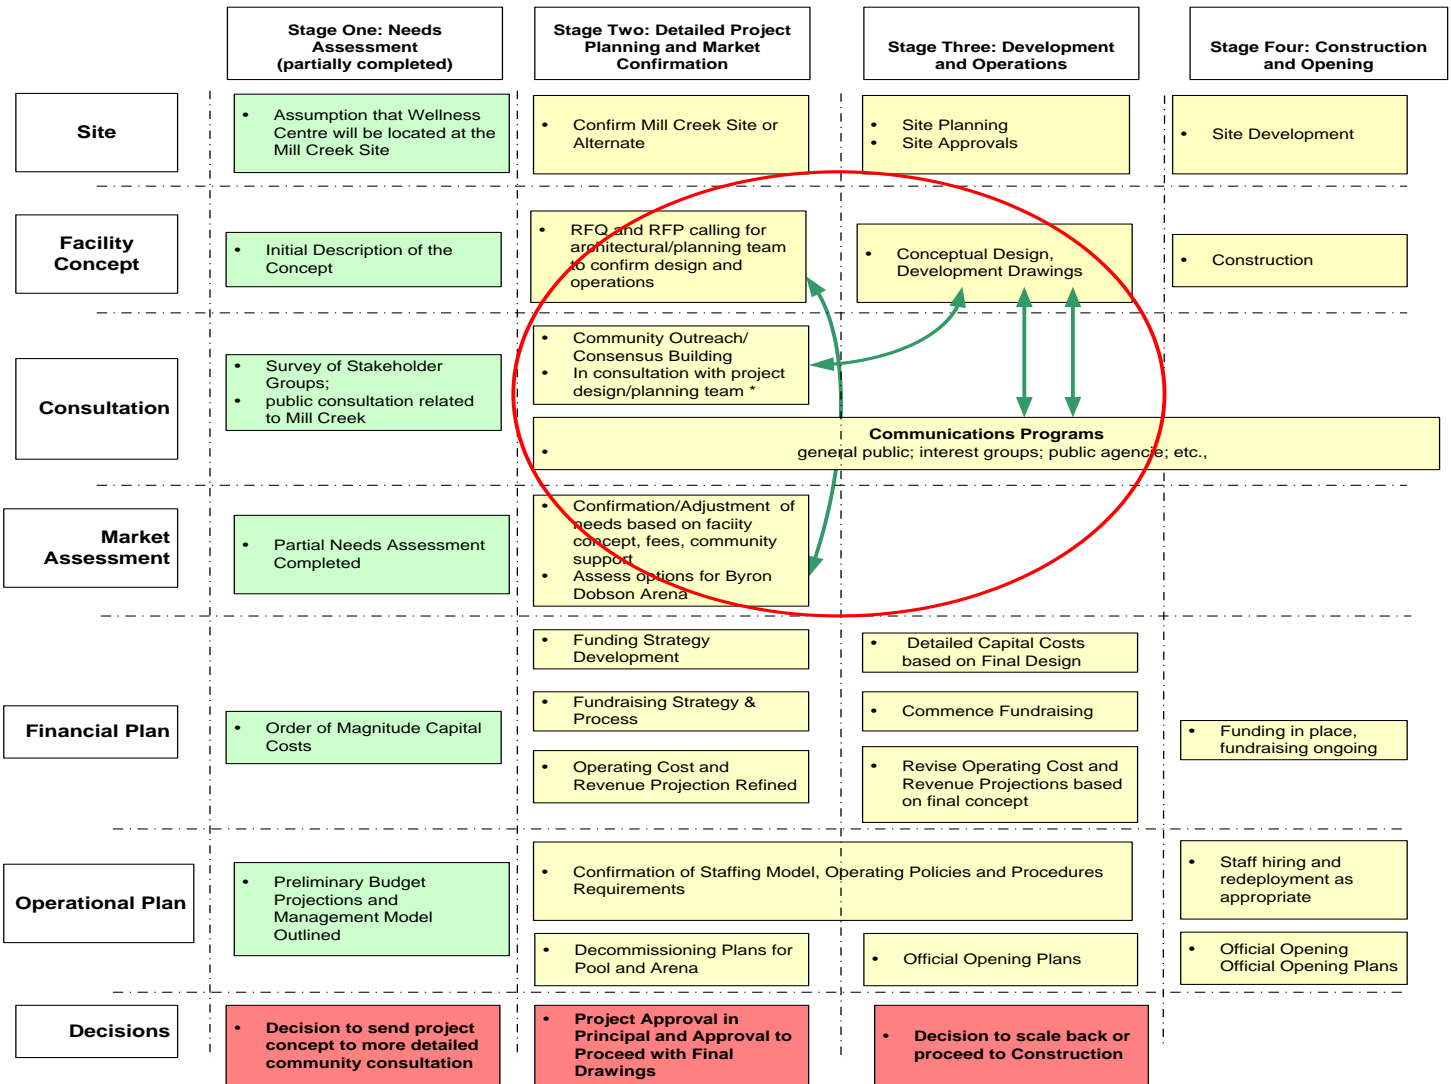 Stage One: Needs
Assessment
(partially completed)
Stage Two: Detailed Project
Planning and Market
Confirmation
Stage Three: Development
and Operations
Stage Four: Construction
and Opening
Site
• Assumption that Wellness
Centre will be located at the
Mill Creek Site
• Confirm Mill Creek Site or
Alternate
• Site Planning
• Site Approvals
• Site Development
Facility
Concept
• Initial Description of the
Concept
• RFQ and RFP calling for
architectural/planning team
to confirm design and
operations
• Conceptual Design,
Development Drawings
• Construction
Consultation
• Survey of Stakeholder
Groups;
• public consultation related
to Mill Creek
• Community Outreach/
Consensus Building
• In consultation with project
design/planning team *
Communications Programs
• general public; interest groups; public agencie; etc.,
Market
Assessment
• Partial Needs Assessment
Completed
• Confirmation/Adjustment of
needs based on faciity
concept, fees, community
support
• Assess options for Byron
Dobson Arena
Financial Plan
• Order of Magnitude Capital
Costs
• Funding Strategy
Development
• Fundraising Strategy &
Process
• Operating Cost and
Revenue Projection Refined
• Detailed Capital Costs
based on Final Design
• Commence Fundraising
• Revise Operating Cost and
Revenue Projections based
on final concept
• Funding in place,
fundraising ongoing
Operational Plan
• Preliminary Budget
Projections and
Management Model
Outlined
• Confirmation of Staffing Model, Operating Policies and Procedures
Requirements
• Decommissioning Plans for
Pool and Arena
• Official Opening Plans
• Staff hiring and
redeployment as
appropriate
• Official Opening
Official Opening Plans
Decisions
• Decision to send project
concept to more detailed
community consultation
• Project Approval in
Principal and Approval to
Proceed with Final
Drawings
• Decision to scale back or
proceed to Construction